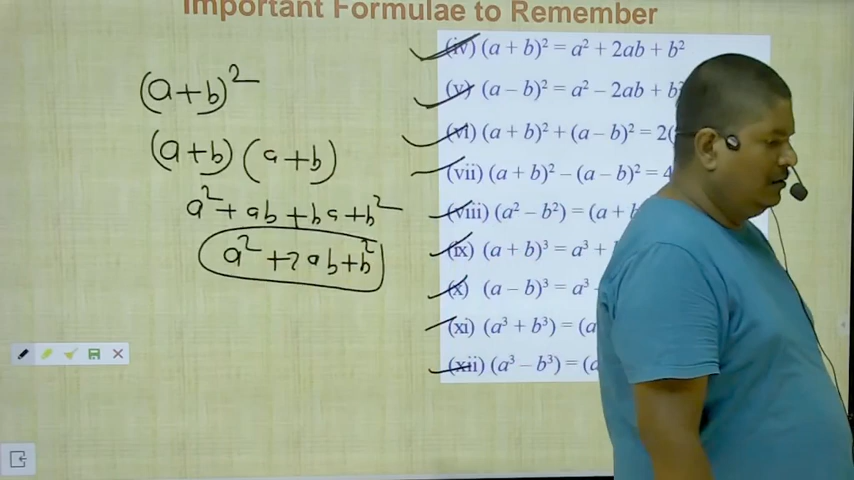 Important Formulae to Remember
(a+b)²
(a+b) (a+b)
a²+ab+ba+b²
a²+2ab+b²
(iv) (a + b)² = a² + 2ab + b²
(v) (a – b)² = a² – 2ab + b²
(vi) (a + b)² + (a – b)² = 2(
(vii) (a + b)² – (a – b)² = 4
(viii) (a² – b²) = (a +
(ix) (a + b)³ = a³ +
(x) (a – b)³ = a³
(xi) (a³ + b³) = (a
(xii) (a³ – b³) = (